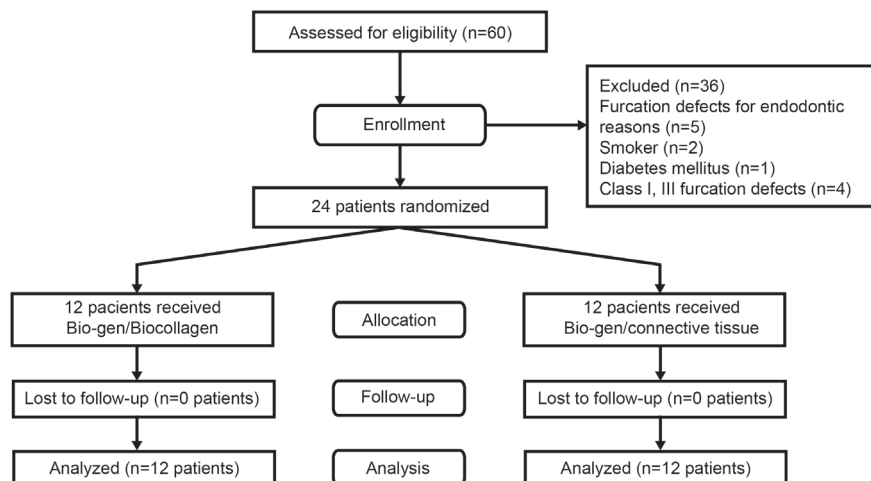 Assessed for eligibility (n=60)
Enrollment
Excluded (n=36)
Furcation defects for endodontic
reasons (n=5)
Smoker (n=2)
Diabetes mellitus (n=1)
Class I, III furcation defects (n=4)
24 patients randomized
12 pacients received
Bio-gen/Biocollagen
Allocation
12 patients received
Bio-gen/connective tissue
Lost to follow-up (n=0 patients)
Follow-up
Lost to follow-up (n=0 patients)
Analyzed (n=12 patients)
Analysis
Analyzed (n=12 patients)